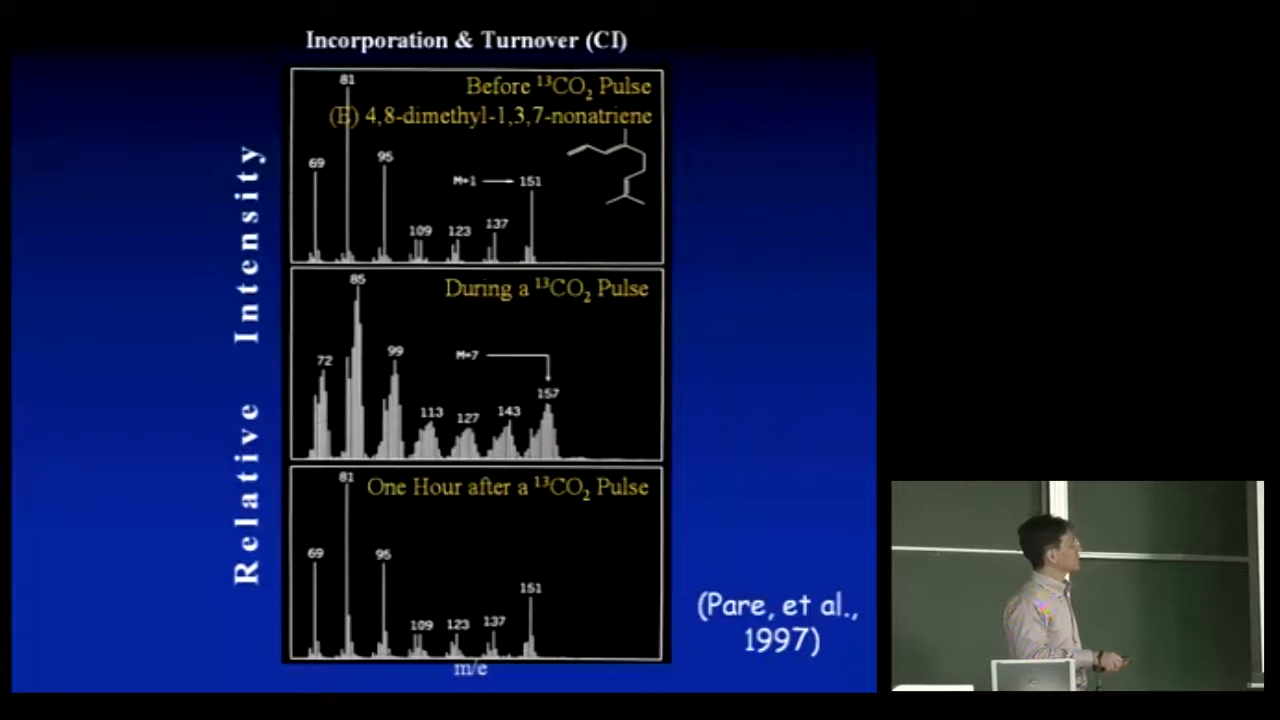 Incorporation & Turnover (CI)
Relative Intensity
81
Before ¹³CO₂ Pulse
(E) 4,8-dimethyl-1,3,7-nonatriene
69
95
M+1
151
109
123
137
85
During a ¹³CO₂ Pulse
72
99
M+7
157
113
127
143
81
One Hour after a ¹³CO₂ Pulse
69
95
151
109
123
137
m/e
(Pare, et al.,
1997)